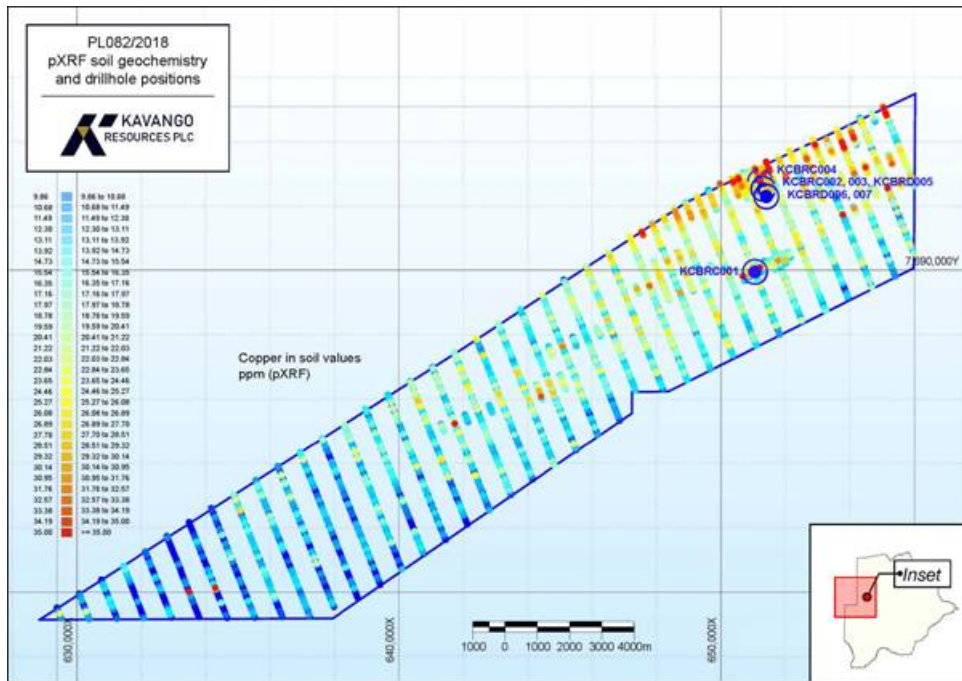 PL082/2018
pXRF soil geochemistry
and drillhole positions
KAVANGO
RESOURCES PLC
KCBRC004
KCBRC002, 003, KCBRD005
KCBRD006, 007
KCBRC001
7,690,000Y
Copper in soil values
ppm (pXRF)
9.86 9.86 to 10.68
10.68 10.68 to 11.49
11.49 11.49 to 12.30
12.30 12.30 to 13.11
13.11 13.11 to 13.92
13.92 13.92 to 14.73
14.73 14.73 to 15.54
15.54 15.54 to 16.35
16.35 16.35 to 17.16
17.16 17.16 to 17.97
17.97 17.97 to 18.78
18.78 18.78 to 19.59
19.59 19.59 to 20.41
20.41 20.41 to 21.22
21.22 21.22 to 22.03
22.03 22.03 to 22.84
22.84 22.84 to 23.65
23.65 23.65 to 24.46
24.46 24.46 to 25.27
25.27 25.27 to 26.08
26.08 26.08 to 26.89
26.89 26.89 to 27.70
27.70 27.70 to 28.51
28.51 28.51 to 29.32
29.32 29.32 to 30.14
30.14 30.14 to 30.95
30.95 30.95 to 31.76
31.76 31.76 to 32.57
32.57 32.57 to 33.38
33.38 33.38 to 34.19
34.19 34.19 to 35.00
35.00 >= 35.00
Inset
1000 0 1000 2000 3000 4000m
630,000X
640,000X
650,000X